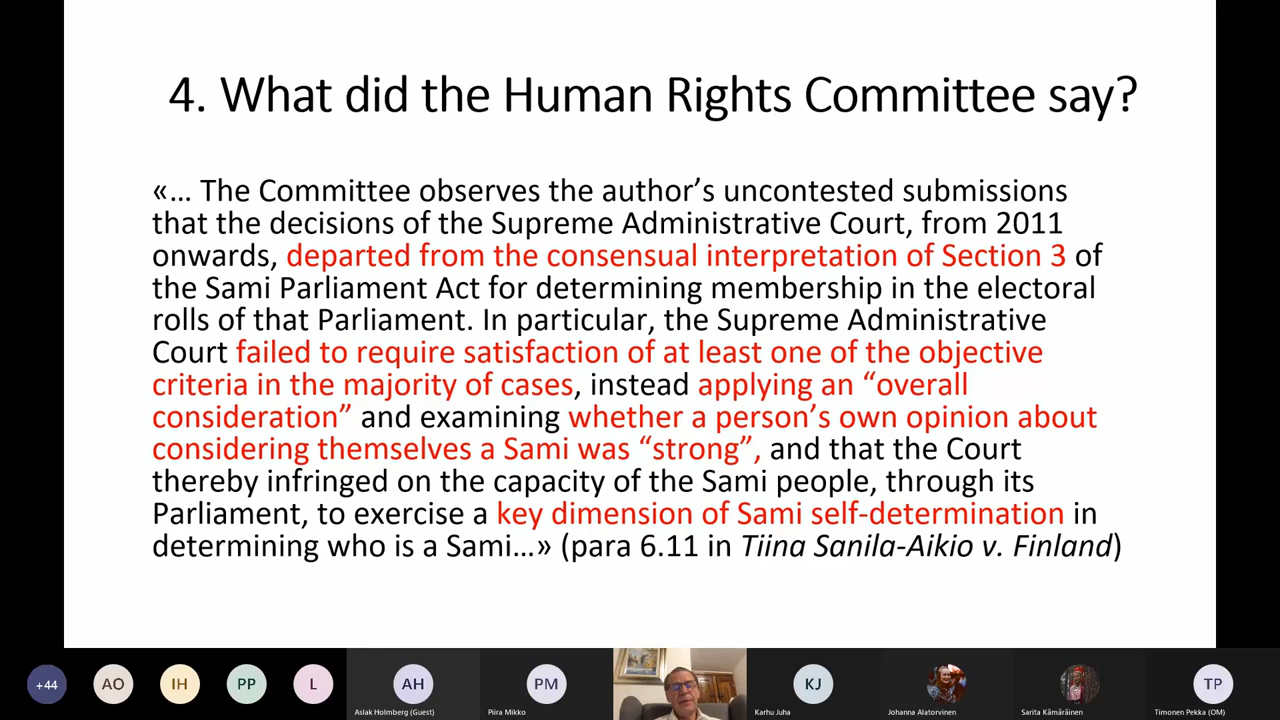 4. What did the Human Rights Committee say?
«… The Committee observes the author’s uncontested submissions
that the decisions of the Supreme Administrative Court, from 2011
onwards, departed from the consensual interpretation of Section 3 of
the Sami Parliament Act for determining membership in the electoral
rolls of that Parliament. In particular, the Supreme Administrative
Court failed to require satisfaction of at least one of the objective
criteria in the majority of cases, instead applying an “overall
consideration” and examining whether a person’s own opinion about
considering themselves a Sami was “strong”, and that the Court
thereby infringed on the capacity of the Sami people, through its
Parliament, to exercise a key dimension of Sami self-determination in
determining who is a Sami…» (para 6.11 in Tiina Sanila-Aikio v. Finland)
+44 AO IH PP L AH PM KJ TP
Aslak Holmberg (Guest) Piira Mikko Karhu Juha Johanna Alatorvinen Sarita Kämäräinen Timonen Pekka (OM)